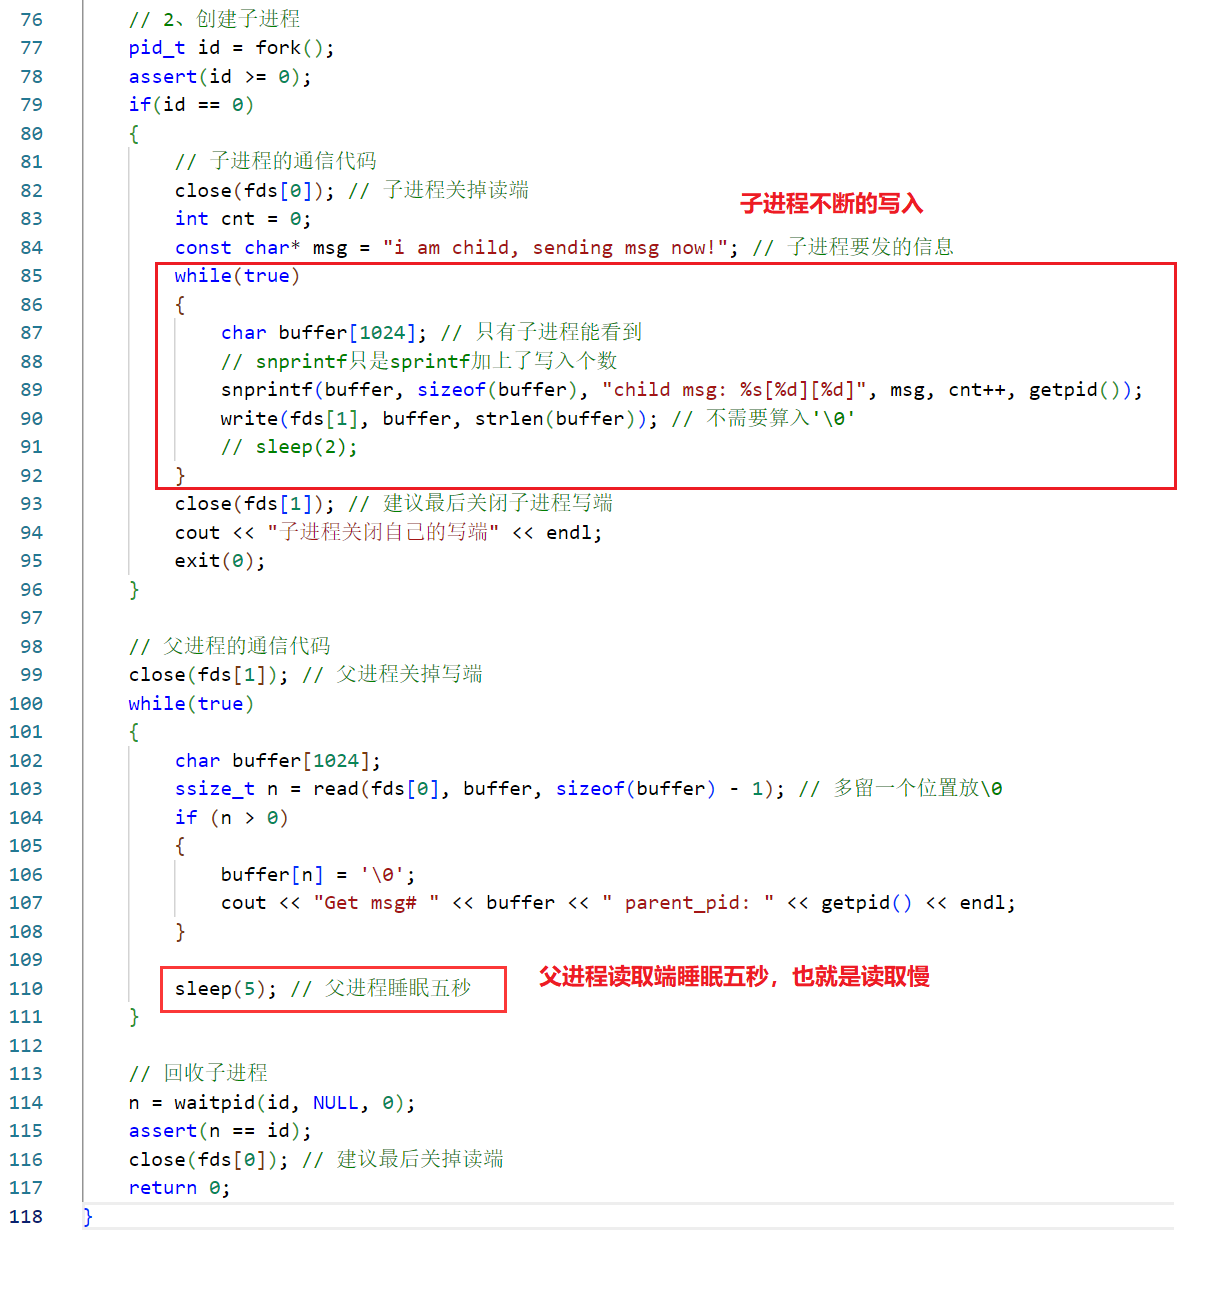 76 // 2、创建子进程
77 pid_t id = fork();
78 assert(id >= 0);
79 if(id == 0)
80 {
81 // 子进程的通信代码
82 close(fds[0]); // 子进程关掉读端
子进程不断的写入
83 int cnt = 0;
84 const char* msg = "i am child, sending msg now!"; // 子进程要发的信息
85 while(true)
86 {
87 char buffer[1024]; // 只有子进程能看到
88 // snprintf只是sprintf加上了写入个数
89 snprintf(buffer, sizeof(buffer), "child msg: %s[%d][%d]", msg, cnt++, getpid());
90 write(fds[1], buffer, strlen(buffer)); // 不需要算入'\0'
91 // sleep(2);
92 }
93 close(fds[1]); // 建议最后关闭子进程写端
94 cout << "子进程关闭自己的写端" << endl;
95 exit(0);
96 }
97
98 // 父进程的通信代码
99 close(fds[1]); // 父进程关掉写端
100 while(true)
101 {
102 char buffer[1024];
103 ssize_t n = read(fds[0], buffer, sizeof(buffer) - 1); // 多留一个位置放\0
104 if (n > 0)
105 {
106 buffer[n] = '\0';
107 cout << "Get msg# " << buffer << " parent_pid: " << getpid() << endl;
108 }
109
110 sleep(5); // 父进程睡眠五秒
父进程读取端睡眠五秒，也就是读取慢
111 }
112
113 // 回收子进程
114 n = waitpid(id, NULL, 0);
115 assert(n == id);
116 close(fds[0]); // 建议最后关掉读端
117 return 0;
118 }